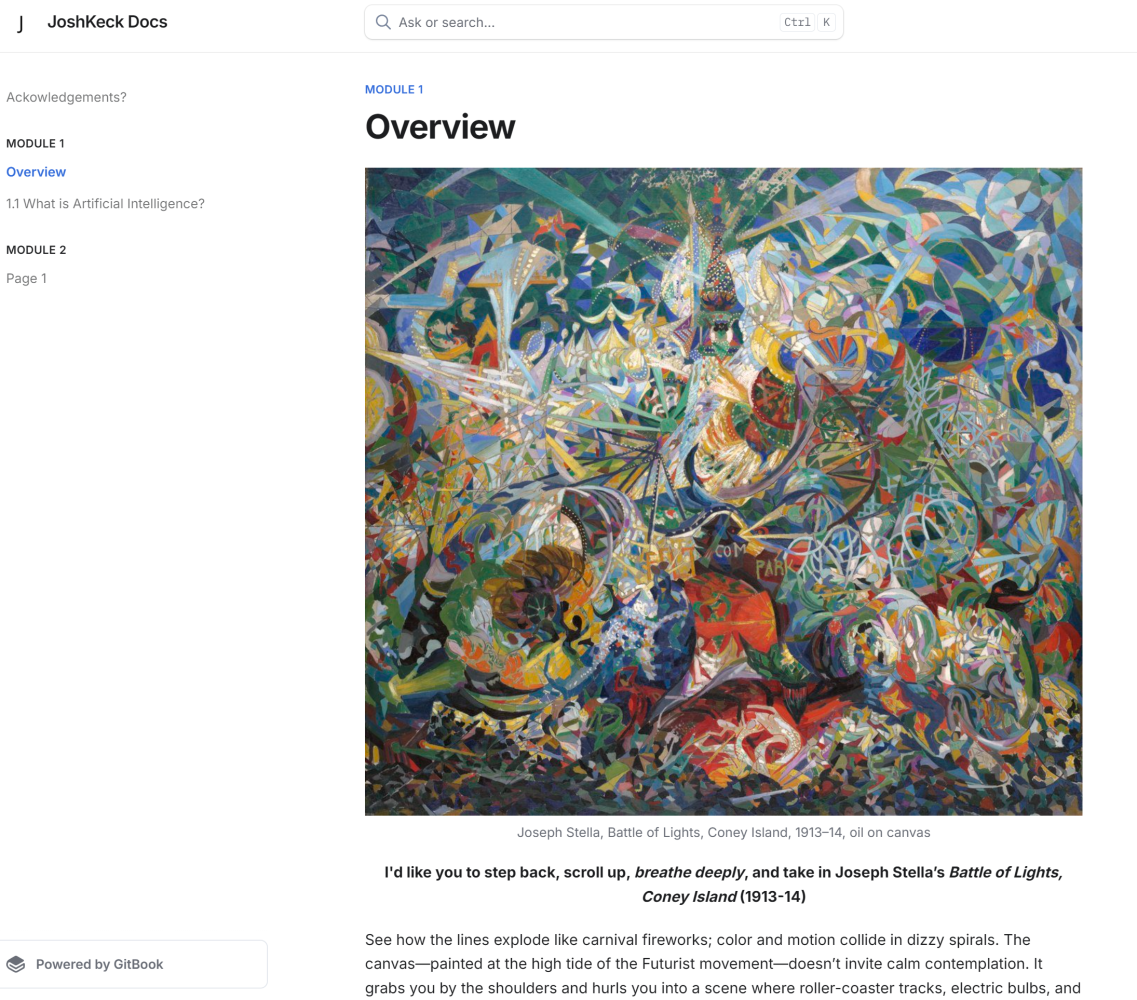 J JoshKeck Docs
Ask or search... Ctrl K
Ackowledgements?
MODULE 1
Overview
1.1 What is Artificial Intelligence?
MODULE 2
Page 1
Powered by GitBook
MODULE 1
Overview
COM
PARK
Joseph Stella, Battle of Lights, Coney Island, 1913–14, oil on canvas
I'd like you to step back, scroll up, breathe deeply, and take in Joseph Stella’s Battle of Lights,
Coney Island (1913-14)
See how the lines explode like carnival fireworks; color and motion collide in dizzy spirals. The
canvas—painted at the high tide of the Futurist movement—doesn’t invite calm contemplation. It
grabs you by the shoulders and hurls you into a scene where roller-coaster tracks, electric bulbs, and